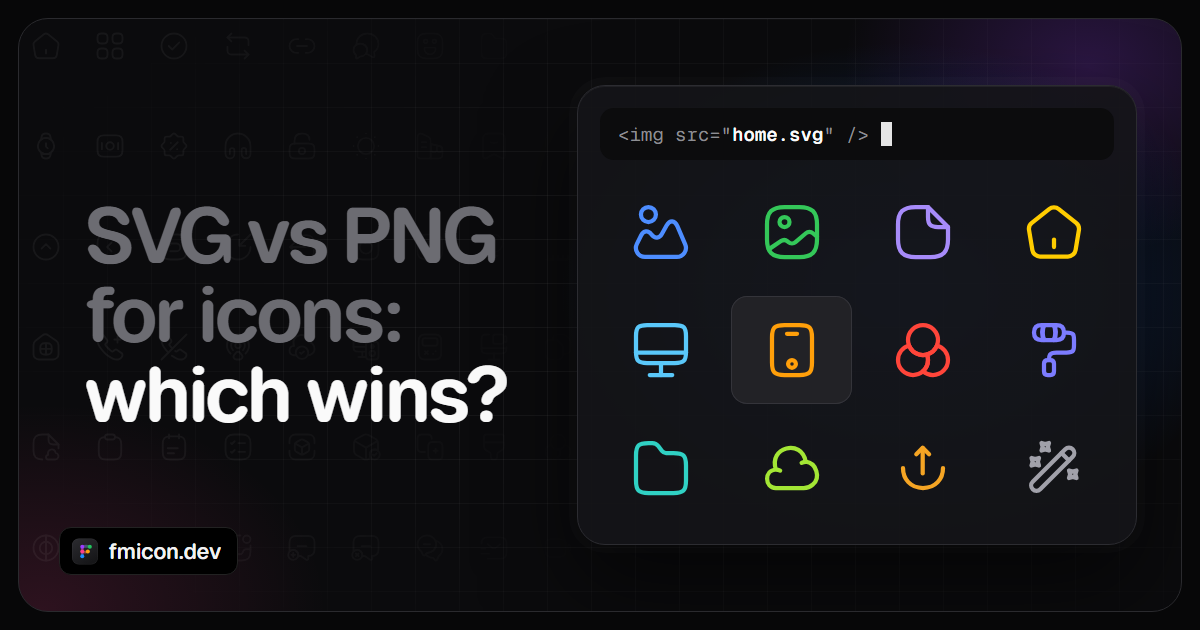 SVG vs PNG
for icons:
which wins?
fmicon.dev
<img src="home.svg" />